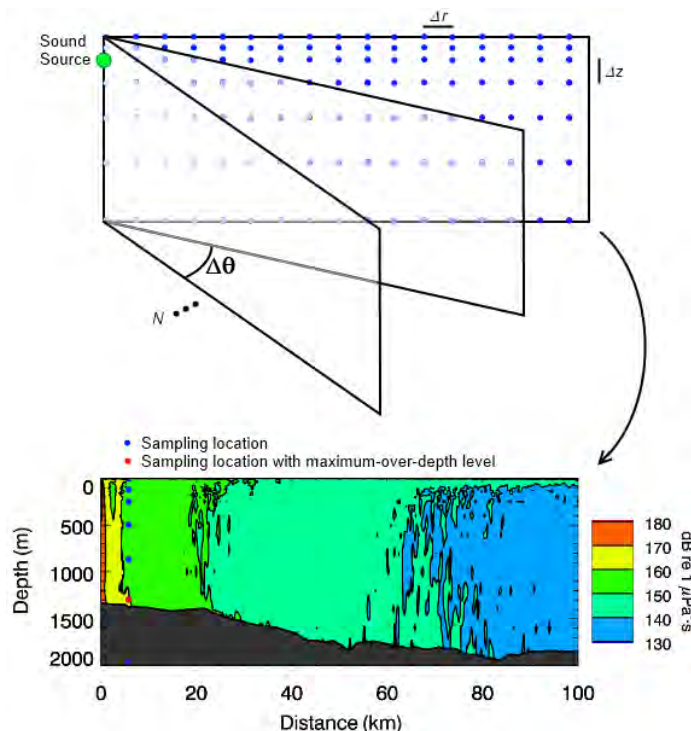 Δr
Sound
Source
Δz
Δθ
N
Sampling location
Sampling location with maximum-over-depth level
0
500
1000
1500
2000
Depth (m)
0 20 40 60 80 100
Distance (km)
180
170
160
150
140
130
dB re 1 µPa²·s